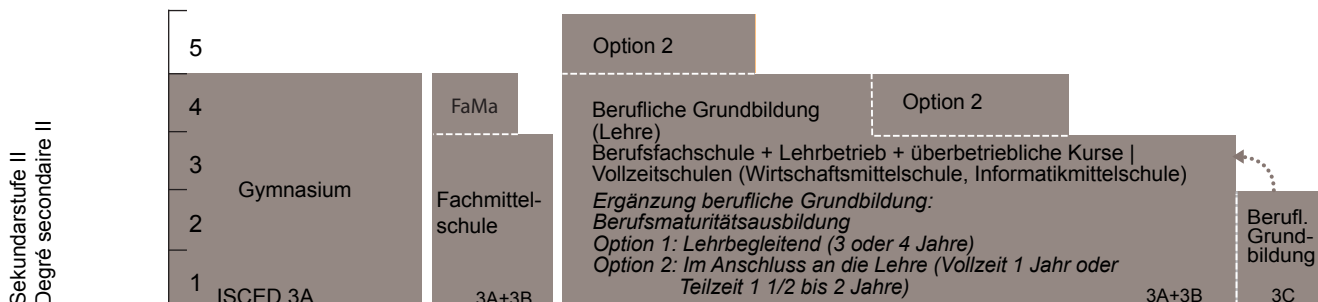 Sekundarstufe II
Degré secondaire II
5
4
3
2
1
Gymnasium
ISCED 3A
FaMa
Fachmittel-
schule
3A+3B
Option 2
Berufliche Grundbildung
(Lehre)
Berufsfachschule + Lehrbetrieb + überbetriebliche Kurse |
Vollzeitschulen (Wirtschaftsmittelschule, Informatikmittelschule)
Ergänzung berufliche Grundbildung:
Berufsmaturitätsausbildung
Option 1: Lehrbegleitend (3 oder 4 Jahre)
Option 2: Im Anschluss an die Lehre (Vollzeit 1 Jahr oder
Teilzeit 1 1/2 bis 2 Jahre)
Option 2
3A+3B
Berufl.
Grund-
bildung
3C